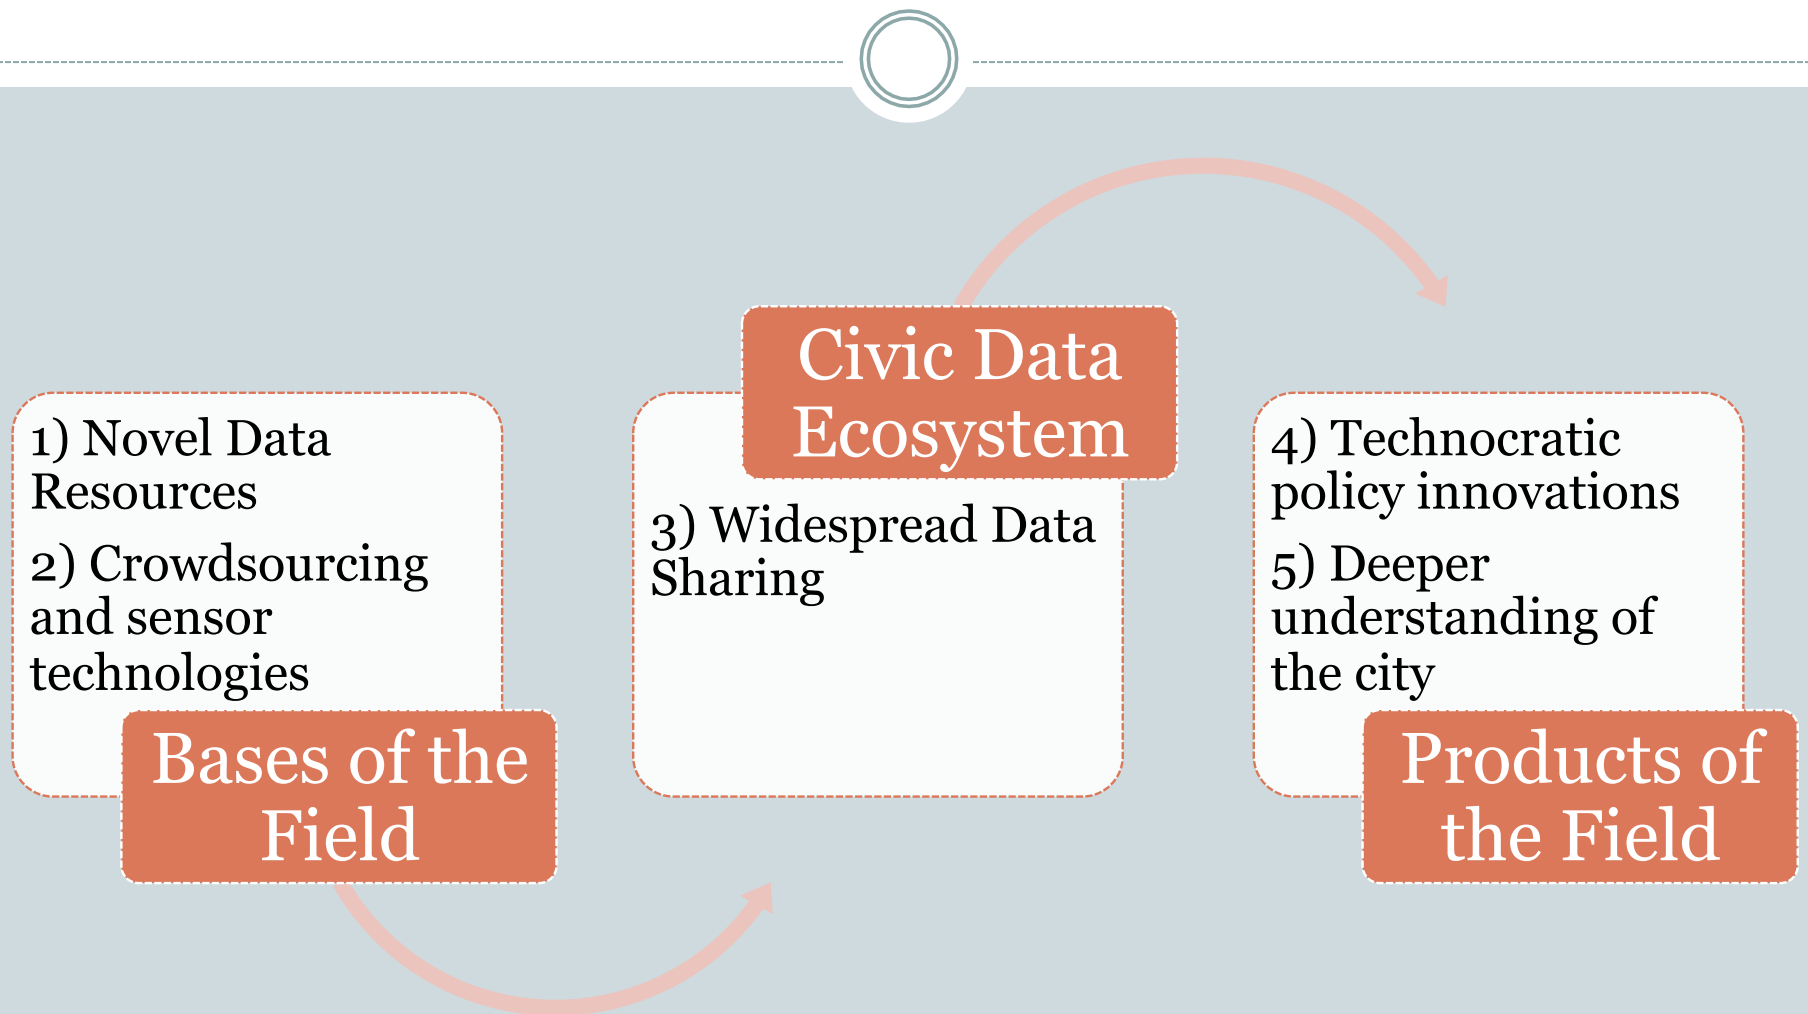 1) Novel Data
Resources
2) Crowdsourcing
and sensor
technologies
Bases of the
Field
Civic Data
Ecosystem
3) Widespread Data
Sharing
4) Technocratic
policy innovations
5) Deeper
understanding of
the city
Products of
the Field